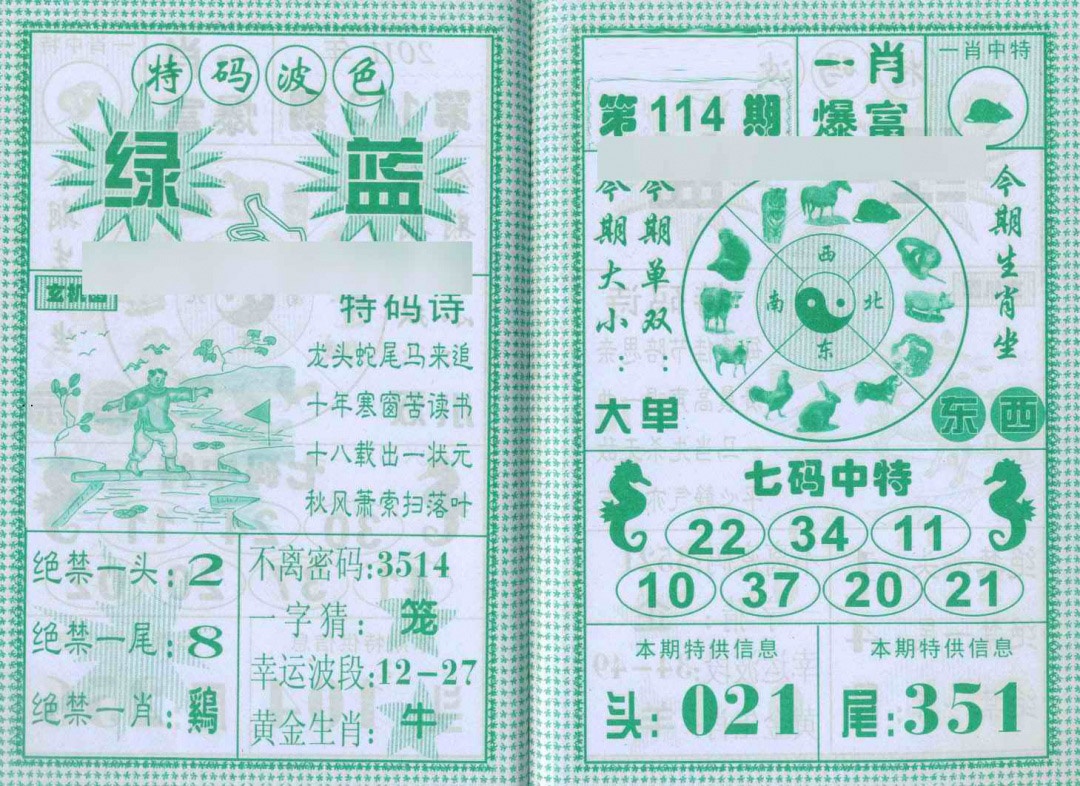 特码波色
绿 蓝
玄机图
特码诗
龙头蛇尾马来追
十年寒窗苦读书
十八载出一状元
秋风萧索扫落叶
绝禁一头:2
绝禁一尾:8
绝禁一肖:鷄
不离密码:3514
一字猜:笼
幸运波段:12-27
黄金生肖:牛
第114期
一肖
爆富
一肖中特
今期大小:
今期单双:
大单
西
南 北
东
今期生肖坐
东西
七码中特
22 34 11
10 37 20 21
本期特供信息
头:021
本期特供信息
尾:351